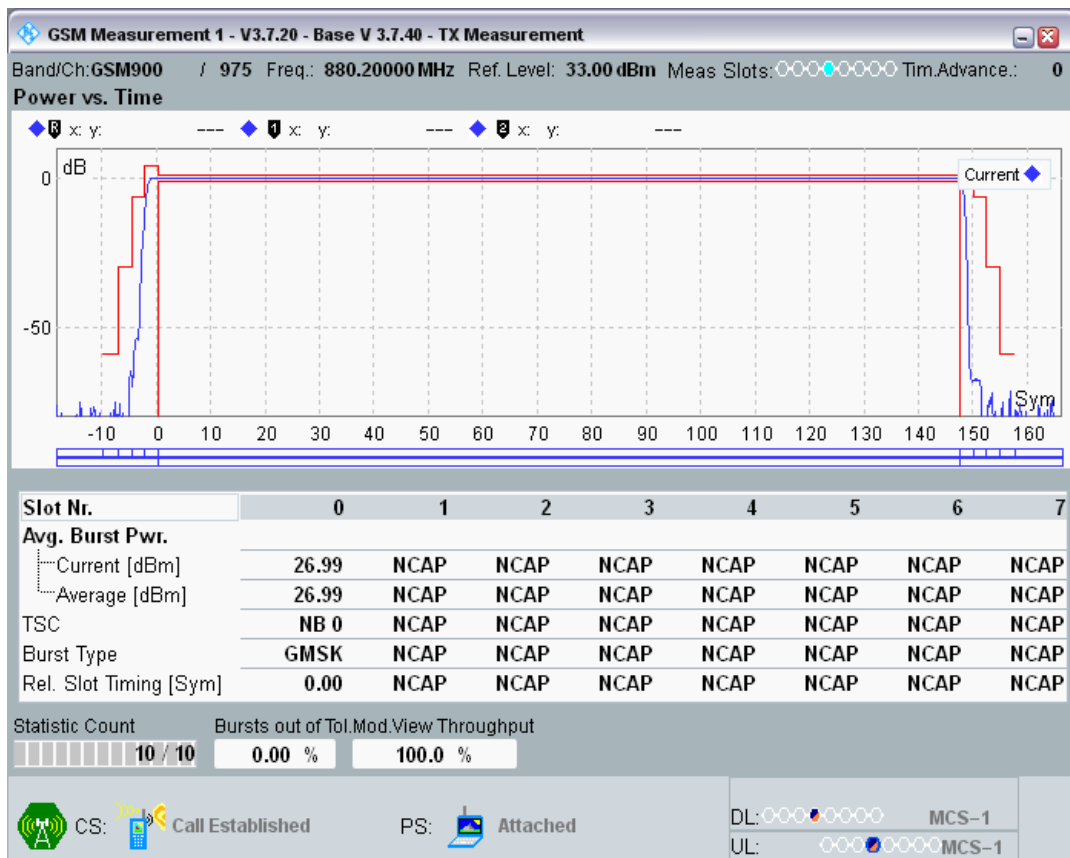 GSM Measurement 1 - V3.7.20 - Base V 3.7.40 - TX Measurement
Band/Ch:GSM900 / 975 Freq.: 880.20000 MHz Ref. Level: 33.00 dBm Meas Slots: Tim.Advance.: 0
Power vs. Time
R x: y: --- 1 x: y: --- 2 x: y: ---
dB
0
Current
-50
Sym
-10 0 10 20 30 40 50 60 70 80 90 100 110 120 130 140 150 160
Slot Nr. 0 1 2 3 4 5 6 7
Avg. Burst Pwr.
Current [dBm] 26.99 NCAP NCAP NCAP NCAP NCAP NCAP NCAP
Average [dBm] 26.99 NCAP NCAP NCAP NCAP NCAP NCAP NCAP
TSC NB 0 NCAP NCAP NCAP NCAP NCAP NCAP NCAP
Burst Type GMSK NCAP NCAP NCAP NCAP NCAP NCAP NCAP
Rel. Slot Timing [Sym] 0.00 NCAP NCAP NCAP NCAP NCAP NCAP NCAP
Statistic Count Bursts out of Tol.Mod.View Throughput
10 / 10 0.00 % 100.0 %
CS: Call Established PS: Attached
DL: MCS-1
UL: MCS-1